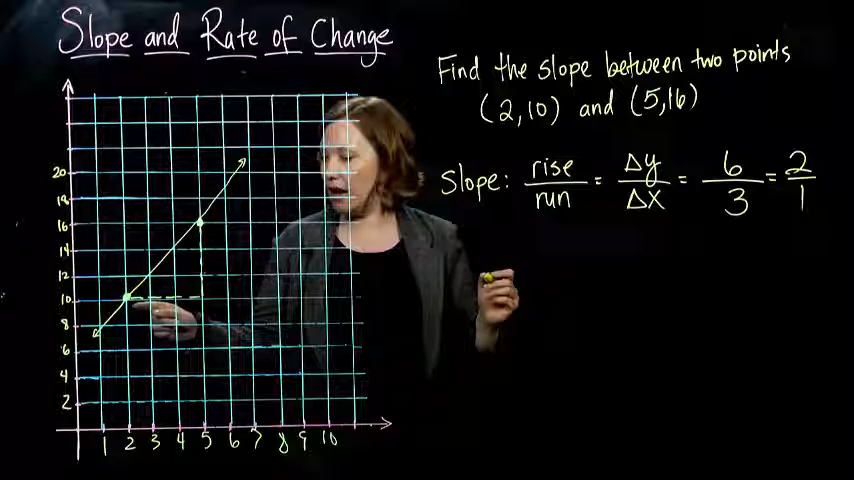 Slope and Rate of Change
Find the slope between two points
(2,10) and (5,16)
Slope: rise/run = Δy/Δx = 6/3 = 2/1
20
18
16
14
12
10
8
6
4
2
1 2 3 4 5 6 7 8 9 10